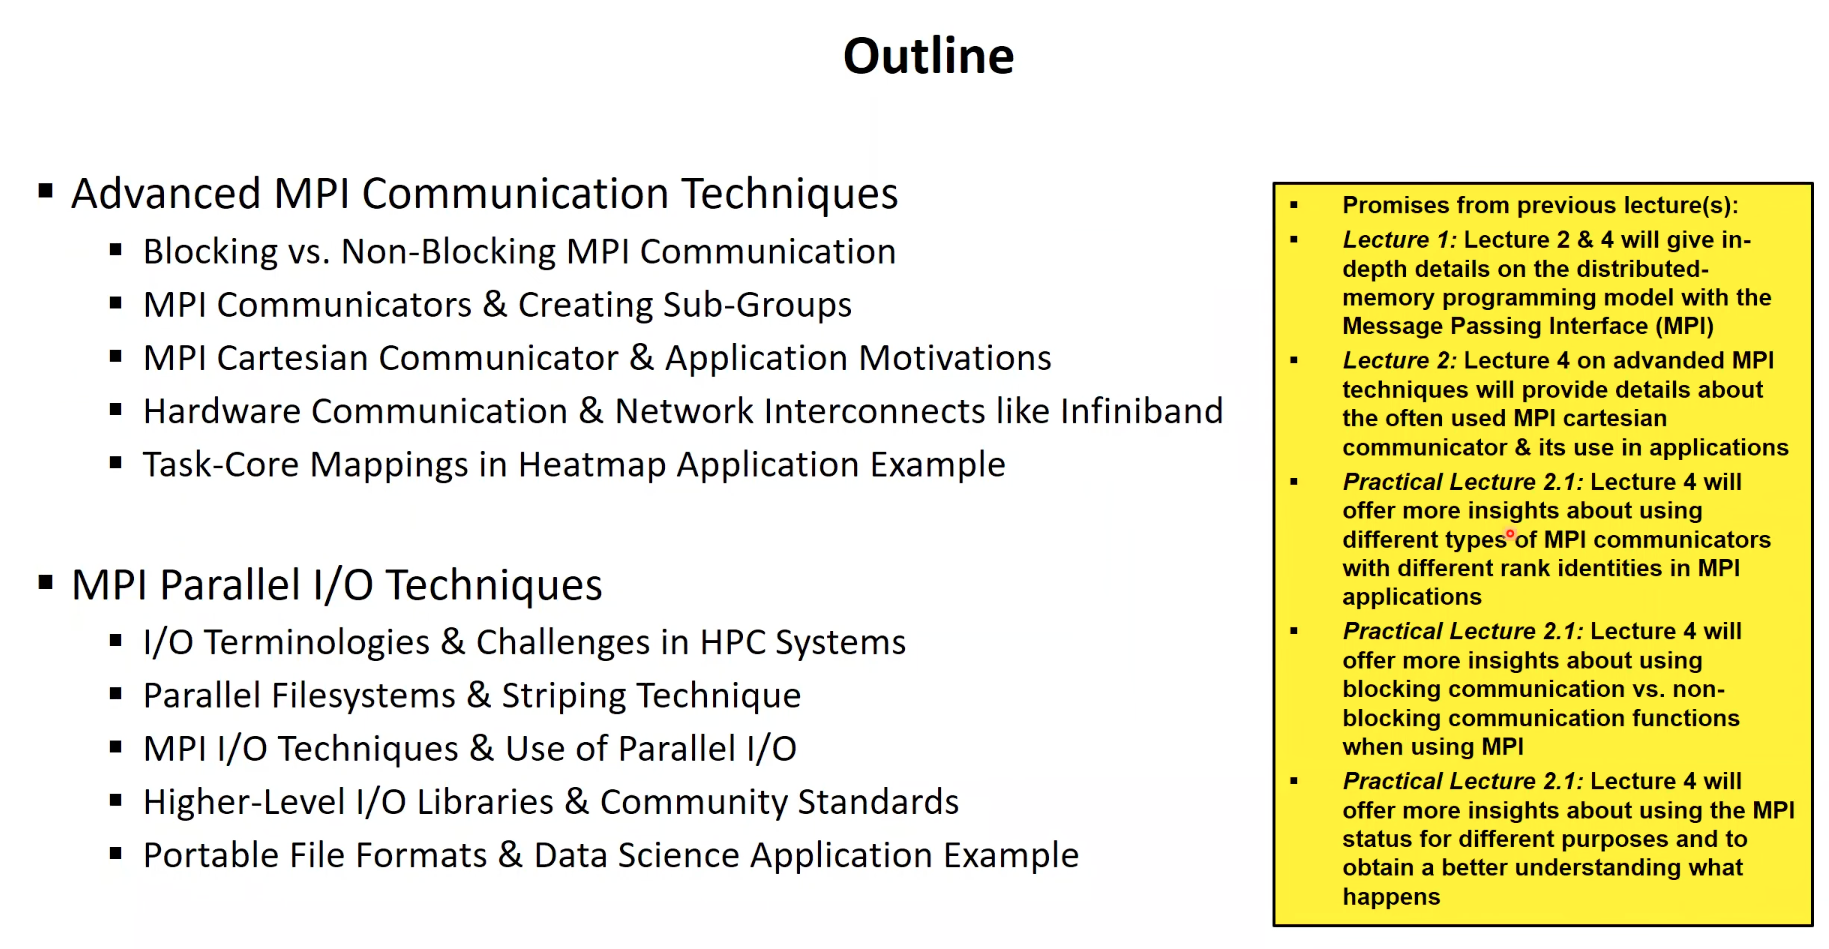 Outline
▪ Advanced MPI Communication Techniques
▪ Blocking vs. Non-Blocking MPI Communication
▪ MPI Communicators & Creating Sub-Groups
▪ MPI Cartesian Communicator & Application Motivations
▪ Hardware Communication & Network Interconnects like Infiniband
▪ Task-Core Mappings in Heatmap Application Example
▪ MPI Parallel I/O Techniques
▪ I/O Terminologies & Challenges in HPC Systems
▪ Parallel Filesystems & Striping Technique
▪ MPI I/O Techniques & Use of Parallel I/O
▪ Higher-Level I/O Libraries & Community Standards
▪ Portable File Formats & Data Science Application Example
▪ Promises from previous lecture(s):
▪ Lecture 1: Lecture 2 & 4 will give in-
depth details on the distributed-
memory programming model with the
Message Passing Interface (MPI)
▪ Lecture 2: Lecture 4 on advanded MPI
techniques will provide details about
the often used MPI cartesian
communicator & its use in applications
▪ Practical Lecture 2.1: Lecture 4 will
offer more insights about using
different types of MPI communicators
with different rank identities in MPI
applications
▪ Practical Lecture 2.1: Lecture 4 will
offer more insights about using
blocking communication vs. non-
blocking communication functions
when using MPI
▪ Practical Lecture 2.1: Lecture 4 will
offer more insights about using the MPI
status for different purposes and to
obtain a better understanding what
happens